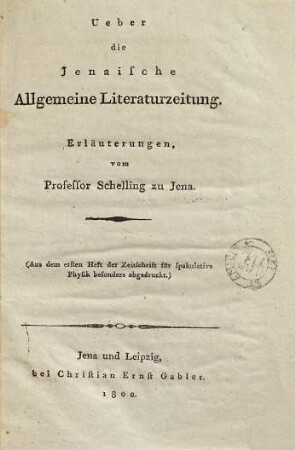 Ueber
die
Jenaiſche
Allgemeine Literaturzeitung.
Erläuterungen,
vom
Profeſſor Schelling zu Jena.
(Aus dem erſten Heft der Zeitſchrift für ſpekulative
Phyſik beſonders abgedruckt.)
Jena und Leipzig,
bei Chriſtian Ernſt Gabler.
1800.